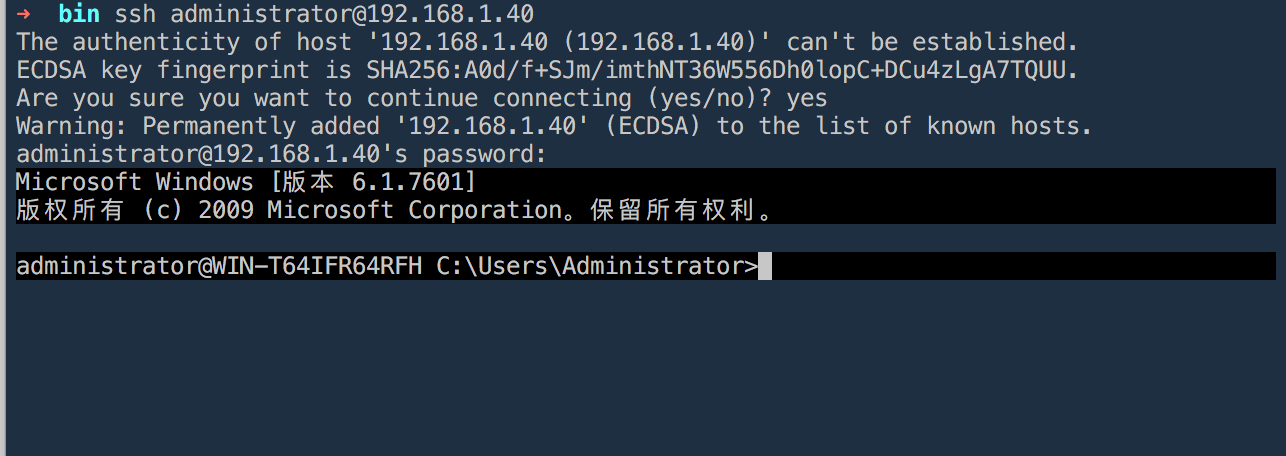 ➜  bin ssh administrator@192.168.1.40
The authenticity of host '192.168.1.40 (192.168.1.40)' can't be established.
ECDSA key fingerprint is SHA256:A0d/f+SJm/imthNT36W556Dh0lopC+DCu4zLgA7TQUU.
Are you sure you want to continue connecting (yes/no)? yes
Warning: Permanently added '192.168.1.40' (ECDSA) to the list of known hosts.
administrator@192.168.1.40's password:
Microsoft Windows [版本 6.1.7601]
版权所有 (c) 2009 Microsoft Corporation。保留所有权利。
administrator@WIN-T64IFR64RFH C:\Users\Administrator>